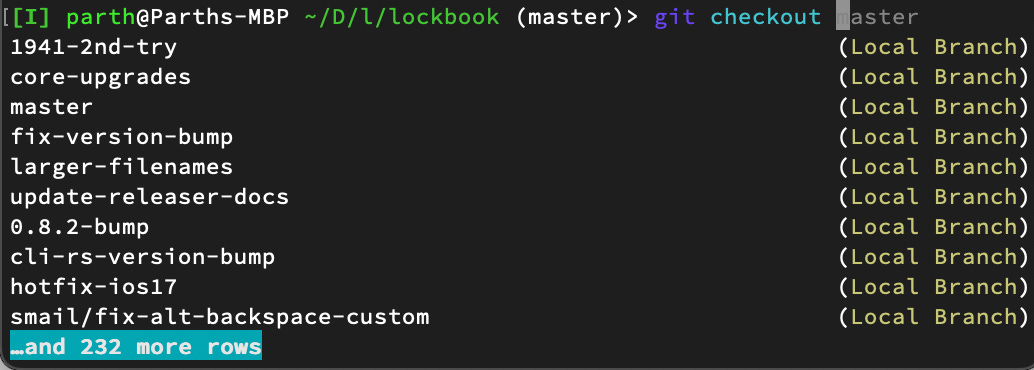 [[I] parth@Parths-MBP ~/D/l/lockbook (master)> git checkout master
1941-2nd-try (Local Branch)
core-upgrades (Local Branch)
master (Local Branch)
fix-version-bump (Local Branch)
larger-filenames (Local Branch)
update-releaser-docs (Local Branch)
0.8.2-bump (Local Branch)
cli-rs-version-bump (Local Branch)
hotfix-ios17 (Local Branch)
smail/fix-alt-backspace-custom (Local Branch)
…and 232 more rows